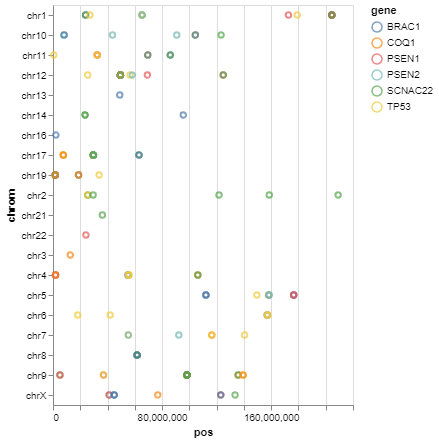 gene
BRAC1
COQ1
PSEN1
PSEN2
SCNAC22
TP53
chrom
chr1
chr10
chr11
chr12
chr13
chr14
chr16
chr17
chr19
chr2
chr21
chr22
chr3
chr4
chr5
chr6
chr7
chr8
chr9
chrX
0 80,000,000 160,000,000
pos